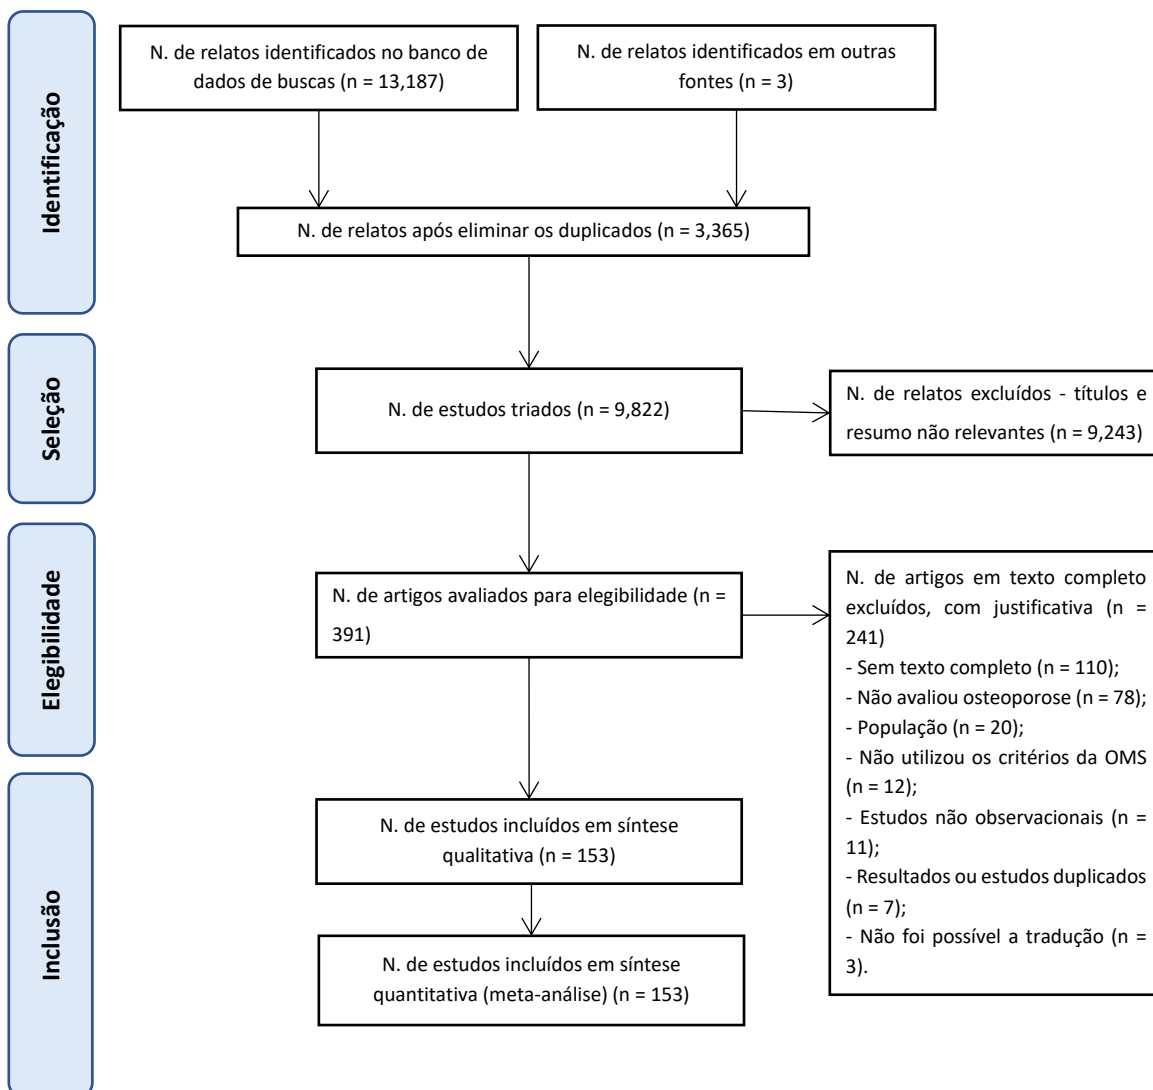 Identificação
N. de relatos identificados no banco de
dados de buscas (n = 13,187)
N. de relatos identificados em outras
fontes (n = 3)
N. de relatos após eliminar os duplicados (n = 3,365)
Seleção
N. de estudos triados (n = 9,822)
N. de relatos excluídos - títulos e
resumo não relevantes (n = 9,243)
Elegibilidade
N. de artigos avaliados para elegibilidade (n =
391)
N. de artigos em texto completo
excluídos, com justificativa (n =
241)
- Sem texto completo (n = 110);
- Não avaliou osteoporose (n = 78);
- População (n = 20);
- Não utilizou os critérios da OMS
(n = 12);
- Estudos não observacionais (n =
11);
- Resultados ou estudos duplicados
(n = 7);
- Não foi possível a tradução (n =
3).
Inclusão
N. de estudos incluídos em síntese
qualitativa (n = 153)
N. de estudos incluídos em síntese
quantitativa (meta-análise) (n = 153)